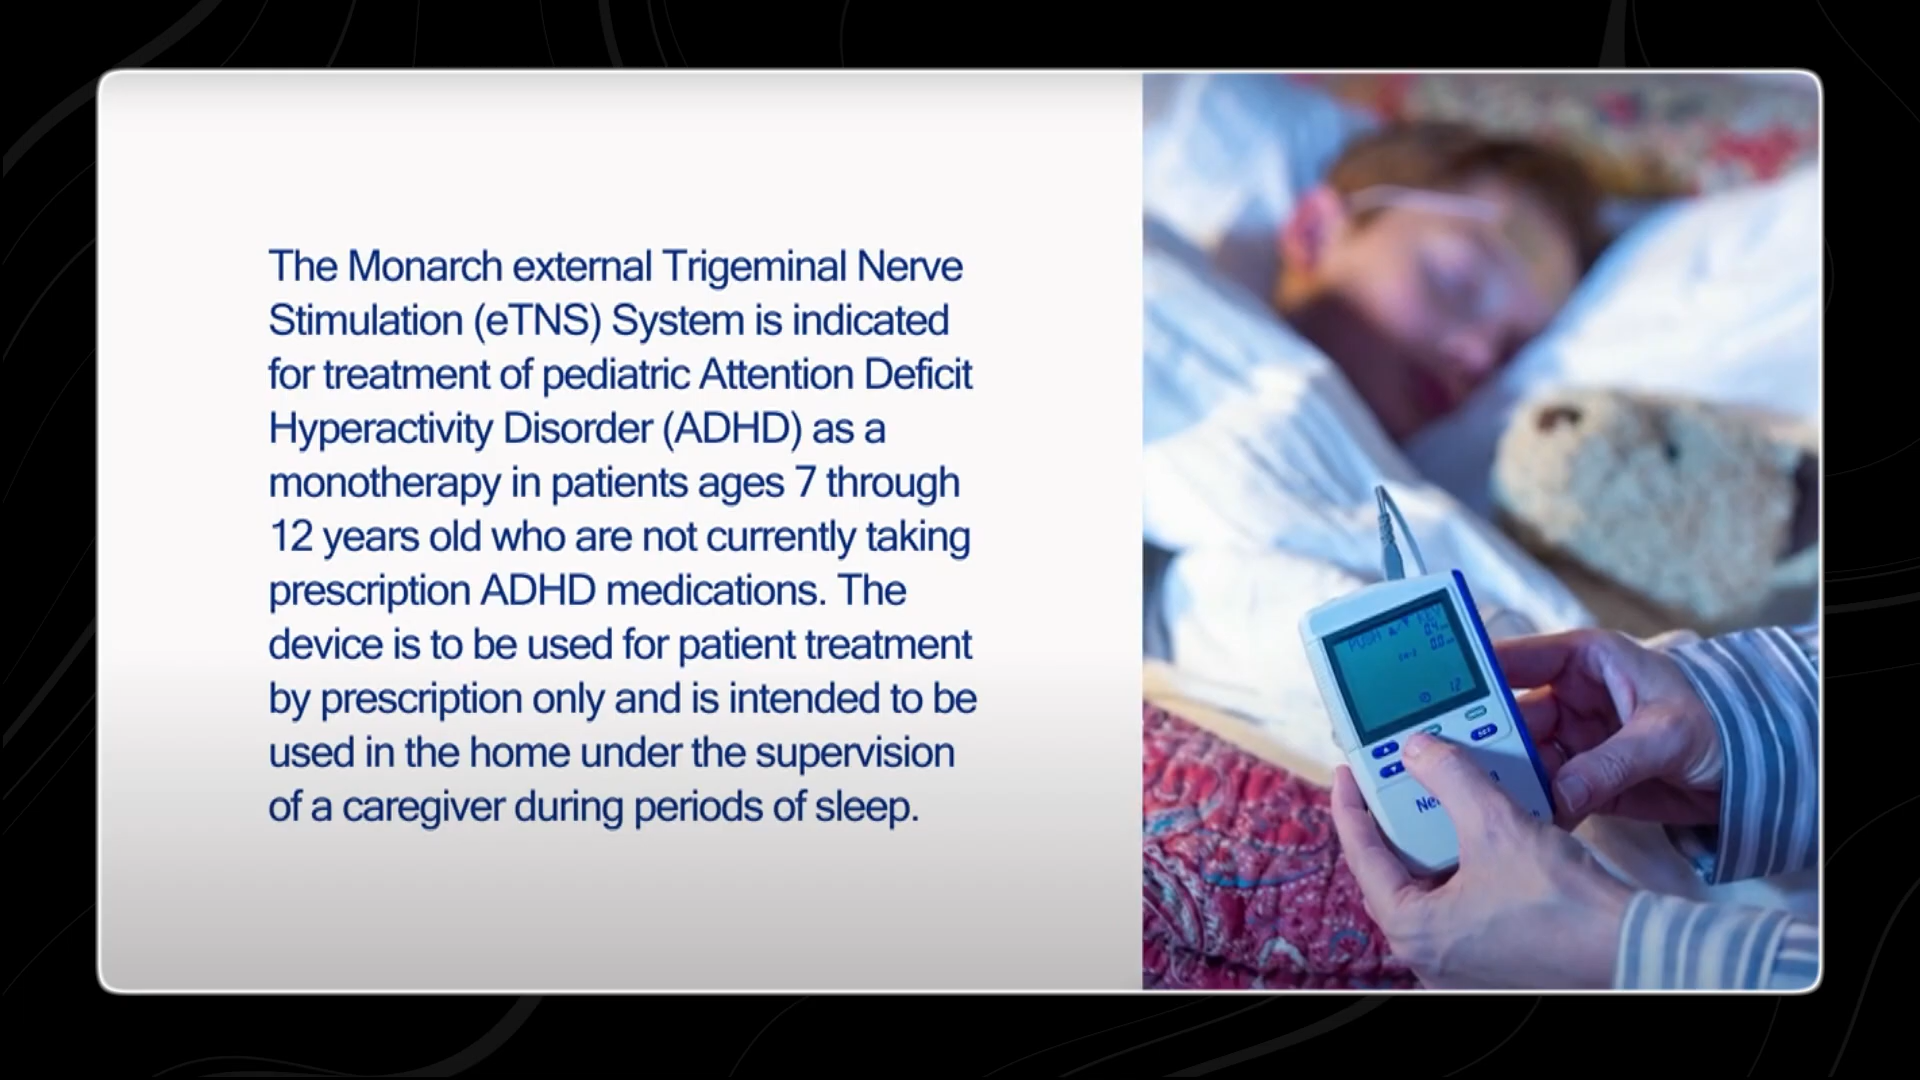 The Monarch external Trigeminal Nerve
Stimulation (eTNS) System is indicated
for treatment of pediatric Attention Deficit
Hyperactivity Disorder (ADHD) as a
monotherapy in patients ages 7 through
12 years old who are not currently taking
prescription ADHD medications. The
device is to be used for patient treatment
by prescription only and is intended to be
used in the home under the supervision
of a caregiver during periods of sleep.
PUSH
SET